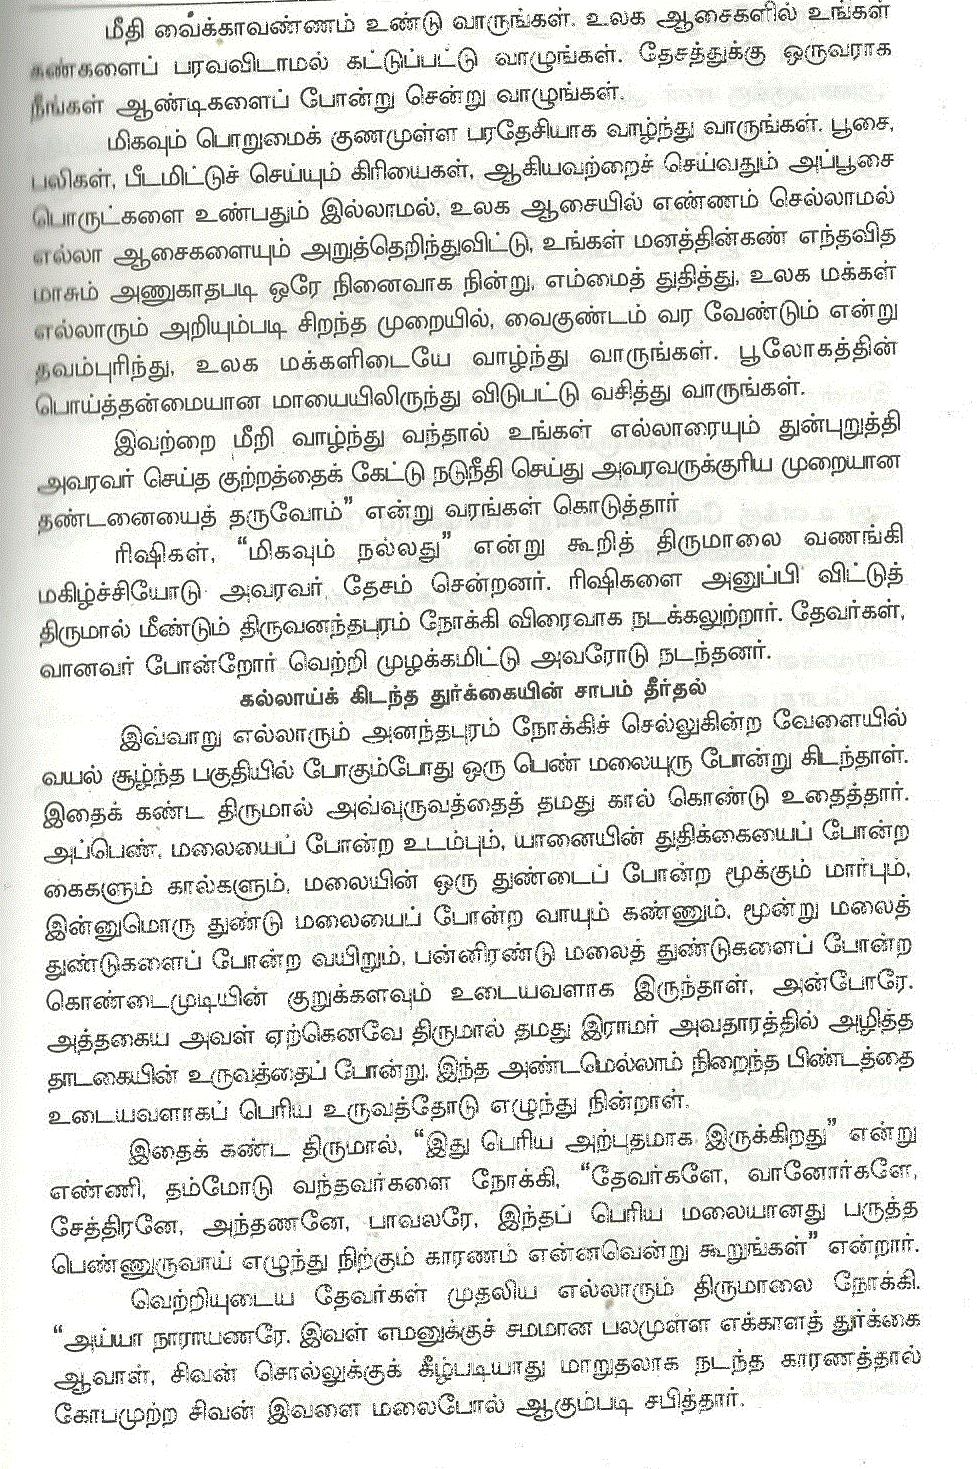 மீதி வைக்காவண்ணம் உண்டு வாருங்கள். உலக ஆசைகளில் உங்கள்
கண்களைப் பரவவிடாமல் கட்டுப்பட்டு வாழுங்கள். தேசத்துக்கு ஒருவராக
நீங்கள் ஆண்டிகளைப் போன்று சென்று வாழுங்கள்.
மிகவும் பொறுமைக் குணமுள்ள பரதேசியாக வாழ்ந்து வாருங்கள். பூசை,
பலிகள், பீடமிட்டுச் செய்யும் கிரியைகள், ஆகியவற்றைச் செய்வதும் அப்பூசை
பொருட்களை உண்பதும் இல்லாமல், உலக ஆசையில் எண்ணம் செல்லாமல்
எல்லா ஆசைகளையும் அறுத்தெறிந்துவிட்டு, உங்கள் மனத்தின்கண் எந்தவித
மாசும் அணுகாதபடி ஒரே நினைவாக நின்று, எம்மைத் துதித்து, உலக மக்கள்
எல்லாரும் அறியும்படி சிறந்த முறையில், வைகுண்டம் வர வேண்டும் என்று
தவம்புரிந்து, உலக மக்களிடையே வாழ்ந்து வாருங்கள். பூலோகத்தின்
பொய்த்தன்மையான மாயையிலிருந்து விடுபட்டு வசித்து வாருங்கள்.
இவற்றை மீறி வாழ்ந்து வந்தால் உங்கள் எல்லாரையும் துன்புறுத்தி
அவரவர் செய்த குற்றத்தைக் கேட்டு நடுநீதி செய்து அவரவருக்குரிய முறையான
தண்டனையைத் தருவோம்” என்று வரங்கள் கொடுத்தார்
ரிஷிகள், “மிகவும் நல்லது” என்று கூறித் திருமாலை வணங்கி
மகிழ்ச்சியோடு அவரவர் தேசம் சென்றனர். ரிஷிகளை அனுப்பி விட்டுத்
திருமால் மீண்டும் திருவனந்தபுரம் நோக்கி விரைவாக நடக்கலுற்றார். தேவர்கள்,
வானவர் போன்றோர் வெற்றி முழக்கமிட்டு அவரோடு நடந்தனர்.
கல்லாய்க் கிடந்த துர்க்கையின் சாபம் தீர்தல்
இவ்வாறு எல்லாரும் அனந்தபுரம் நோக்கிச் செல்லுகின்ற வேளையில்
வயல் சூழ்ந்த பகுதியில் போகும்போது ஒரு பெண் மலையுரு போன்று கிடந்தாள்.
இதைக் கண்ட திருமால் அவ்வுருவத்தைத் தமது கால் கொண்டு உதைத்தார்.
அப்பெண், மலையைப் போன்ற உடம்பும், யானையின் துதிக்கையைப் போன்ற
கைகளும் கால்களும், மலையின் ஒரு துண்டைப் போன்ற மூக்கும் மார்பும்,
இன்னுமொரு துண்டு மலையைப் போன்ற வாயும் கண்ணும், மூன்று மலைத்
துண்டுகளைப் போன்ற வயிறும், பன்னிரண்டு மலைத் துண்டுகளைப் போன்ற
கொண்டைமுடியின் குறுக்களவும் உடையவளாக இருந்தாள், அன்போரே.
அத்தகைய அவள் ஏற்கெனவே திருமால் தமது இராமர் அவதாரத்தில் அழித்த
தாடகையின் உருவத்தைப் போன்று, இந்த அண்டமெல்லாம் நிறைந்த பிண்டத்தை
உடையவளாகப் பெரிய உருவத்தோடு எழுந்து நின்றாள்.
இதைக் கண்ட திருமால், “இது பெரிய அற்புதமாக இருக்கிறது” என்று
எண்ணி, தம்மோடு வந்தவர்களை நோக்கி, “தேவர்களே, வானோர்களே,
சேத்திரனே, அந்தணனே, பாவலரே, இந்தப் பெரிய மலையானது பருத்த
பெண்ணுருவாய் எழுந்து நிற்கும் காரணம் என்னவென்று கூறுங்கள்” என்றார்.
வெற்றியுடைய தேவர்கள் முதலிய எல்லாரும் திருமாலை நோக்கி.
“அய்யா நாராயணரே. இவள் எமனுக்குச் சமமான பலமுள்ள எக்காளத் துர்க்கை
ஆவாள், சிவன் சொல்லுக்குக் கீழ்படியாது மாறுதலாக நடந்த காரணத்தால்
கோபமுற்ற சிவன் இவளை மலைபோல் ஆகும்படி சபித்தார்.